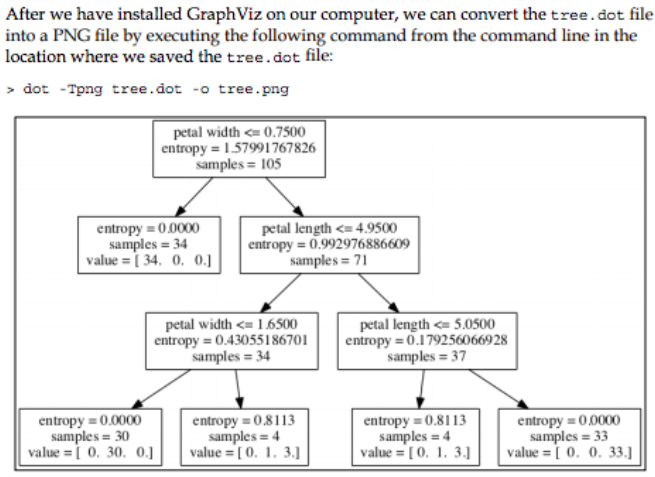 After we have installed GraphViz on our computer, we can convert the tree.dot file
into a PNG file by executing the following command from the command line in the
location where we saved the tree.dot file:
> dot -Tpng tree.dot -o tree.png
petal width <= 0.7500
entropy = 1.57991767826
samples = 105
entropy = 0.0000
samples = 34
value = [ 34. 0. 0.]
petal length <= 4.9500
entropy = 0.992976886609
samples = 71
petal width <= 1.6500
entropy = 0.43055186701
samples = 34
petal length <= 5.0500
entropy = 0.179256066928
samples = 37
entropy = 0.0000
samples = 30
value = [ 0. 30. 0.]
entropy = 0.8113
samples = 4
value = [ 0. 1. 3.]
entropy = 0.8113
samples = 4
value = [ 0. 1. 3.]
entropy = 0.0000
samples = 33
value = [ 0. 0. 33.]